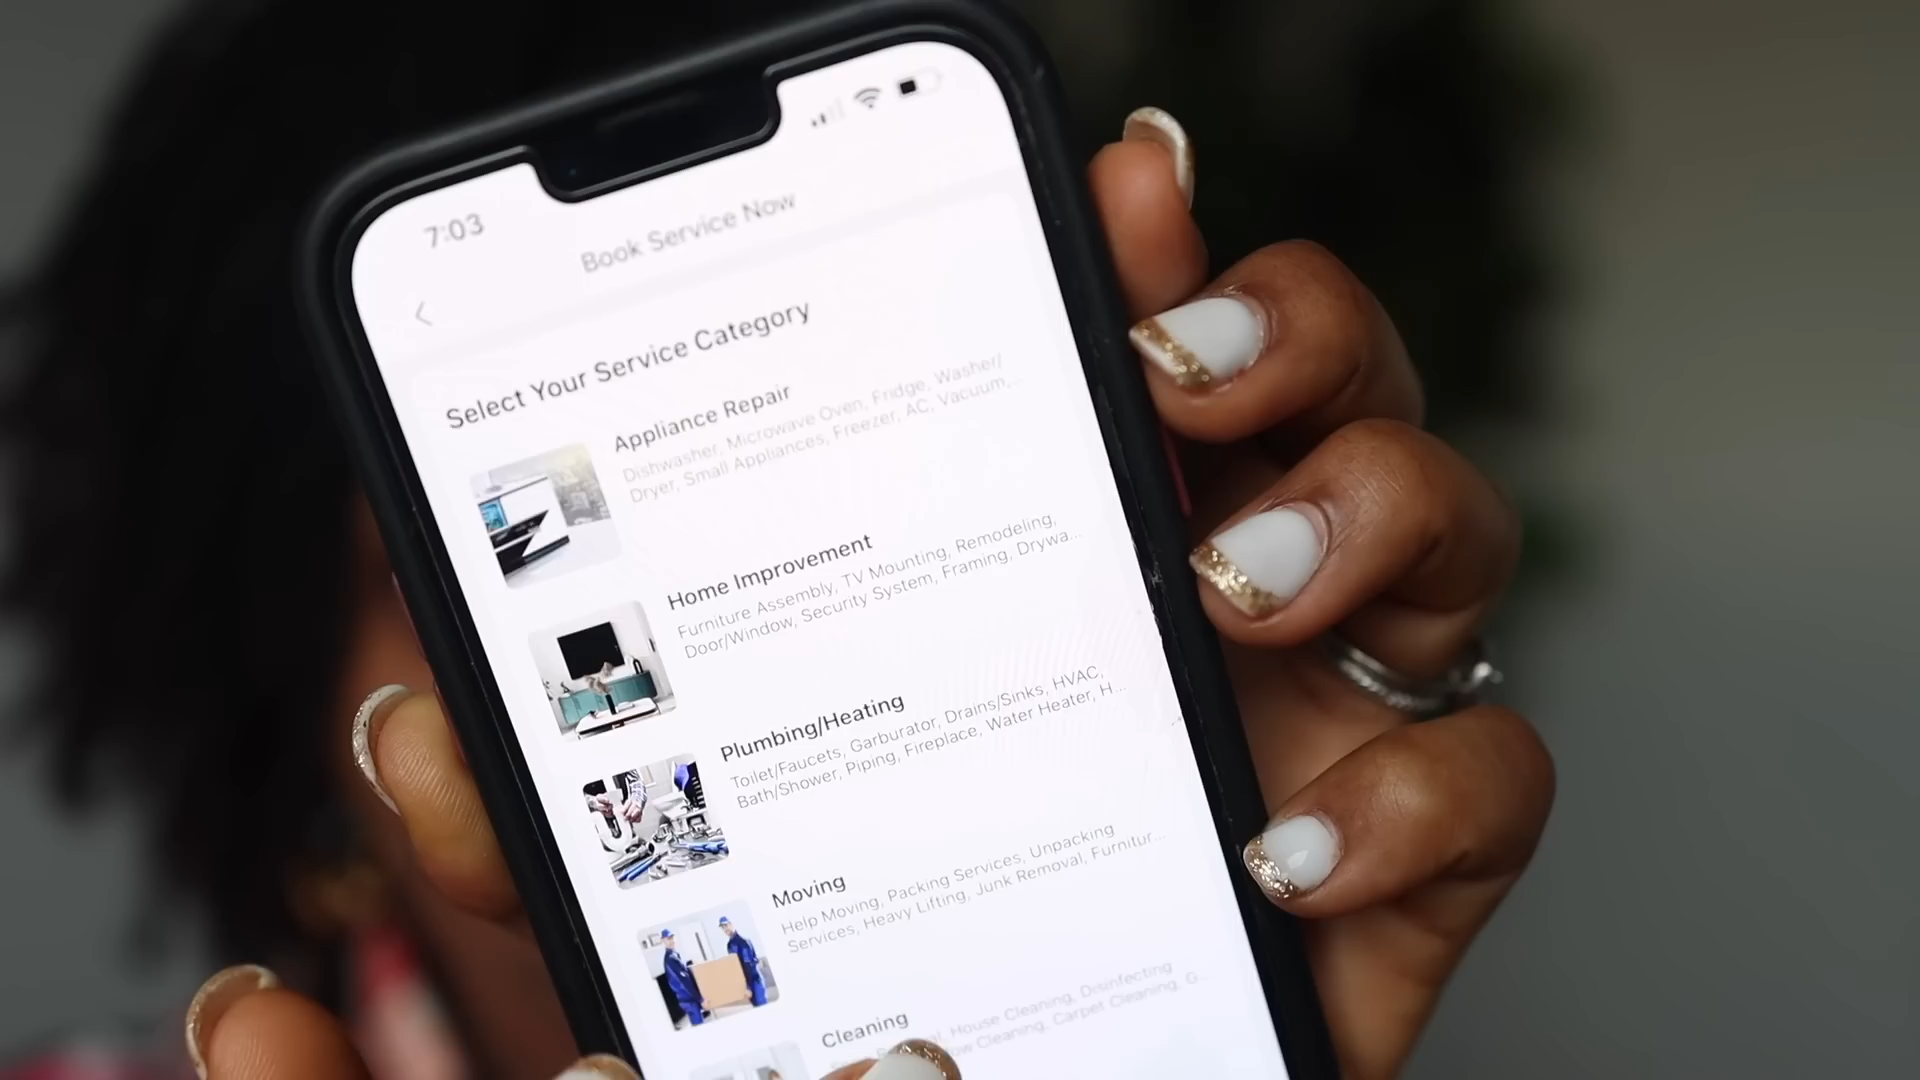 7:03
Book Service Now
Select Your Service Category
Appliance Repair
Dishwasher, Microwave Oven, Fridge, Washer/
Dryer, Small Appliances, Freezer, AC, Vacuum,...
Home Improvement
Furniture Assembly, TV Mounting, Remodeling,
Door/Window, Security System, Framing, Drywa...
Plumbing/Heating
Toilet/Faucets, Garburator, Drains/Sinks, HVAC,
Bath/Shower, Piping, Fireplace, Water Heater, H...
Moving
Help Moving, Packing Services, Unpacking
Services, Heavy Lifting, Junk Removal, Furnitur...
Cleaning
House Cleaning, Disinfecting
Cleaning, Carpet Cleaning, G...